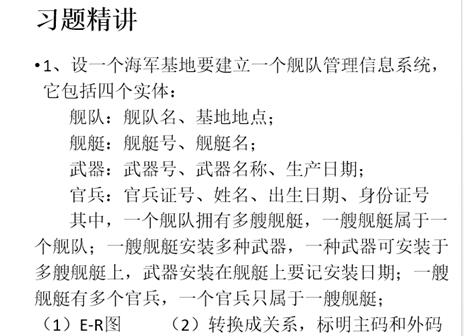 习题精讲
•1、设一个海军基地要建立一个舰队管理信息系统，
它包括四个实体：
舰队：舰队名、基地地点；
舰艇：舰艇号、舰艇名；
武器：武器号、武器名称、生产日期；
官兵：官兵证号、姓名、出生日期、身份证号
其中，一个舰队拥有多艘舰艇，一艘舰艇属于一
个舰队；一艘舰艇安装多种武器，一种武器可安装于
多艘舰艇上，武器安装在舰艇上要记安装日期；一艘
舰艇有多个官兵，一个官兵只属于一艘舰艇；
（1）E-R图 （2）转换成关系，标明主码和外码